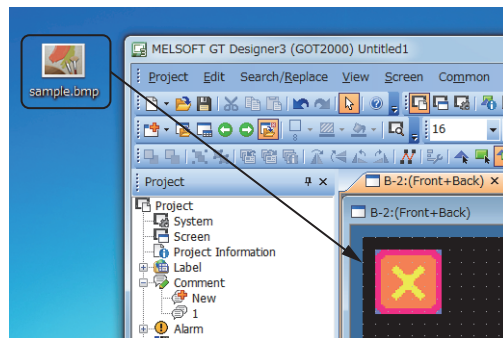 sample.bmp
MELSOFT GT Designer3 (GOT2000) Untitled1
Project Edit Search/Replace View Screen Common
16
Project
B-2:(Front+Back)
B-2:(Front+Back)
Project
System
Screen
Project Information
Label
Comment
New
1
Alarm